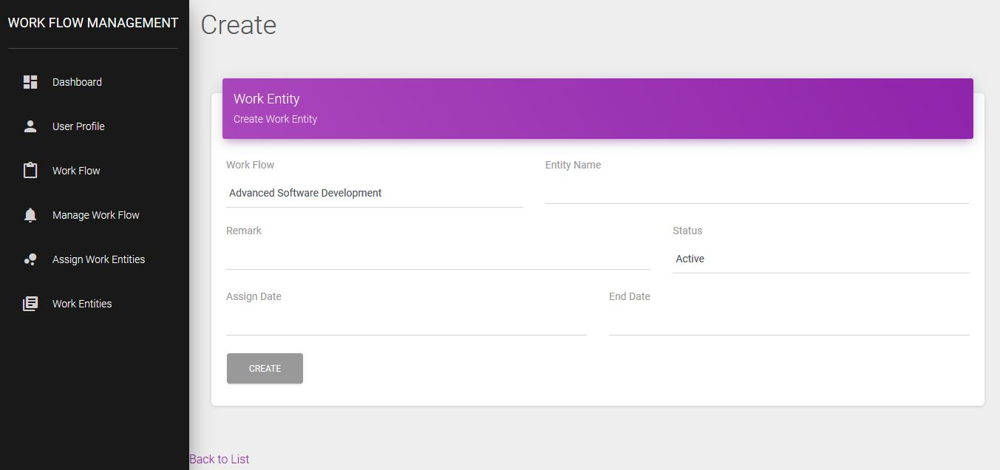 WORK FLOW MANAGEMENT
Dashboard
User Profile
Work Flow
Manage Work Flow
Assign Work Entities
Work Entities
Create
Work Entity
Create Work Entity
Work Flow
Entity Name
Advanced Software Development
Remark
Status
Active
Assign Date
End Date
CREATE
Back to List